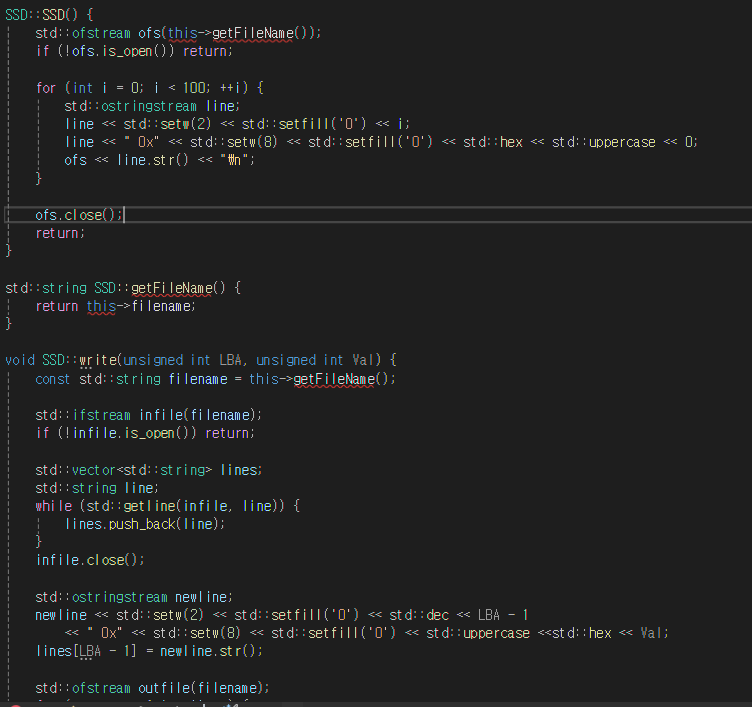 SSD::SSD() {
    std::ofstream ofs(this->getFileName());
    if (!ofs.is_open()) return;

    for (int i = 0; i < 100; ++i) {
        std::ostringstream line;
        line << std::setw(2) << std::setfill('0') << i;
        line << " 0x" << std::setw(8) << std::setfill('0') << std::hex << std::uppercase << 0;
        ofs << line.str() << "₩n";
    }

    ofs.close();
    return;
}

std::string SSD::getFileName() {
    return this->filename;
}

void SSD::write(unsigned int LBA, unsigned int Val) {
    const std::string filename = this->getFileName();

    std::ifstream infile(filename);
    if (!infile.is_open()) return;

    std::vector<std::string> lines;
    std::string line;
    while (std::getline(infile, line)) {
        lines.push_back(line);
    }
    infile.close();

    std::ostringstream newline;
    newline << std::setw(2) << std::setfill('0') << std::dec << LBA - 1
        << " 0x" << std::setw(8) << std::setfill('0') << std::uppercase <<std::hex << Val;
    lines[LBA - 1] = newline.str();

    std::ofstream outfile(filename);